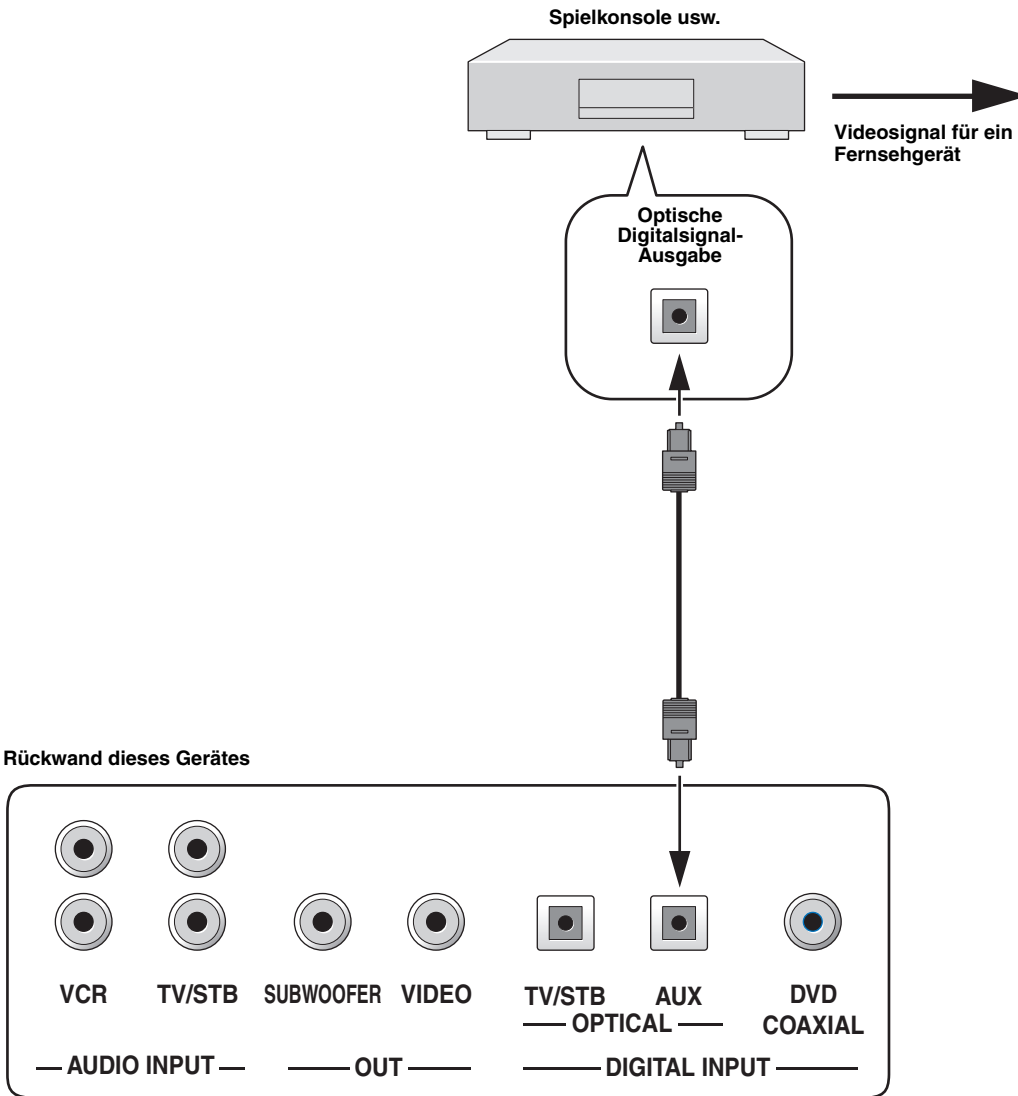 Spielkonsole usw.
Videosignal für ein
Fernsehgerät
Optische
Digitalsignal-
Ausgabe
Rückwand dieses Gerätes
VCR TV/STB SUBWOOFER VIDEO TV/STB AUX DVD
OPTICAL COAXIAL
AUDIO INPUT OUT DIGITAL INPUT